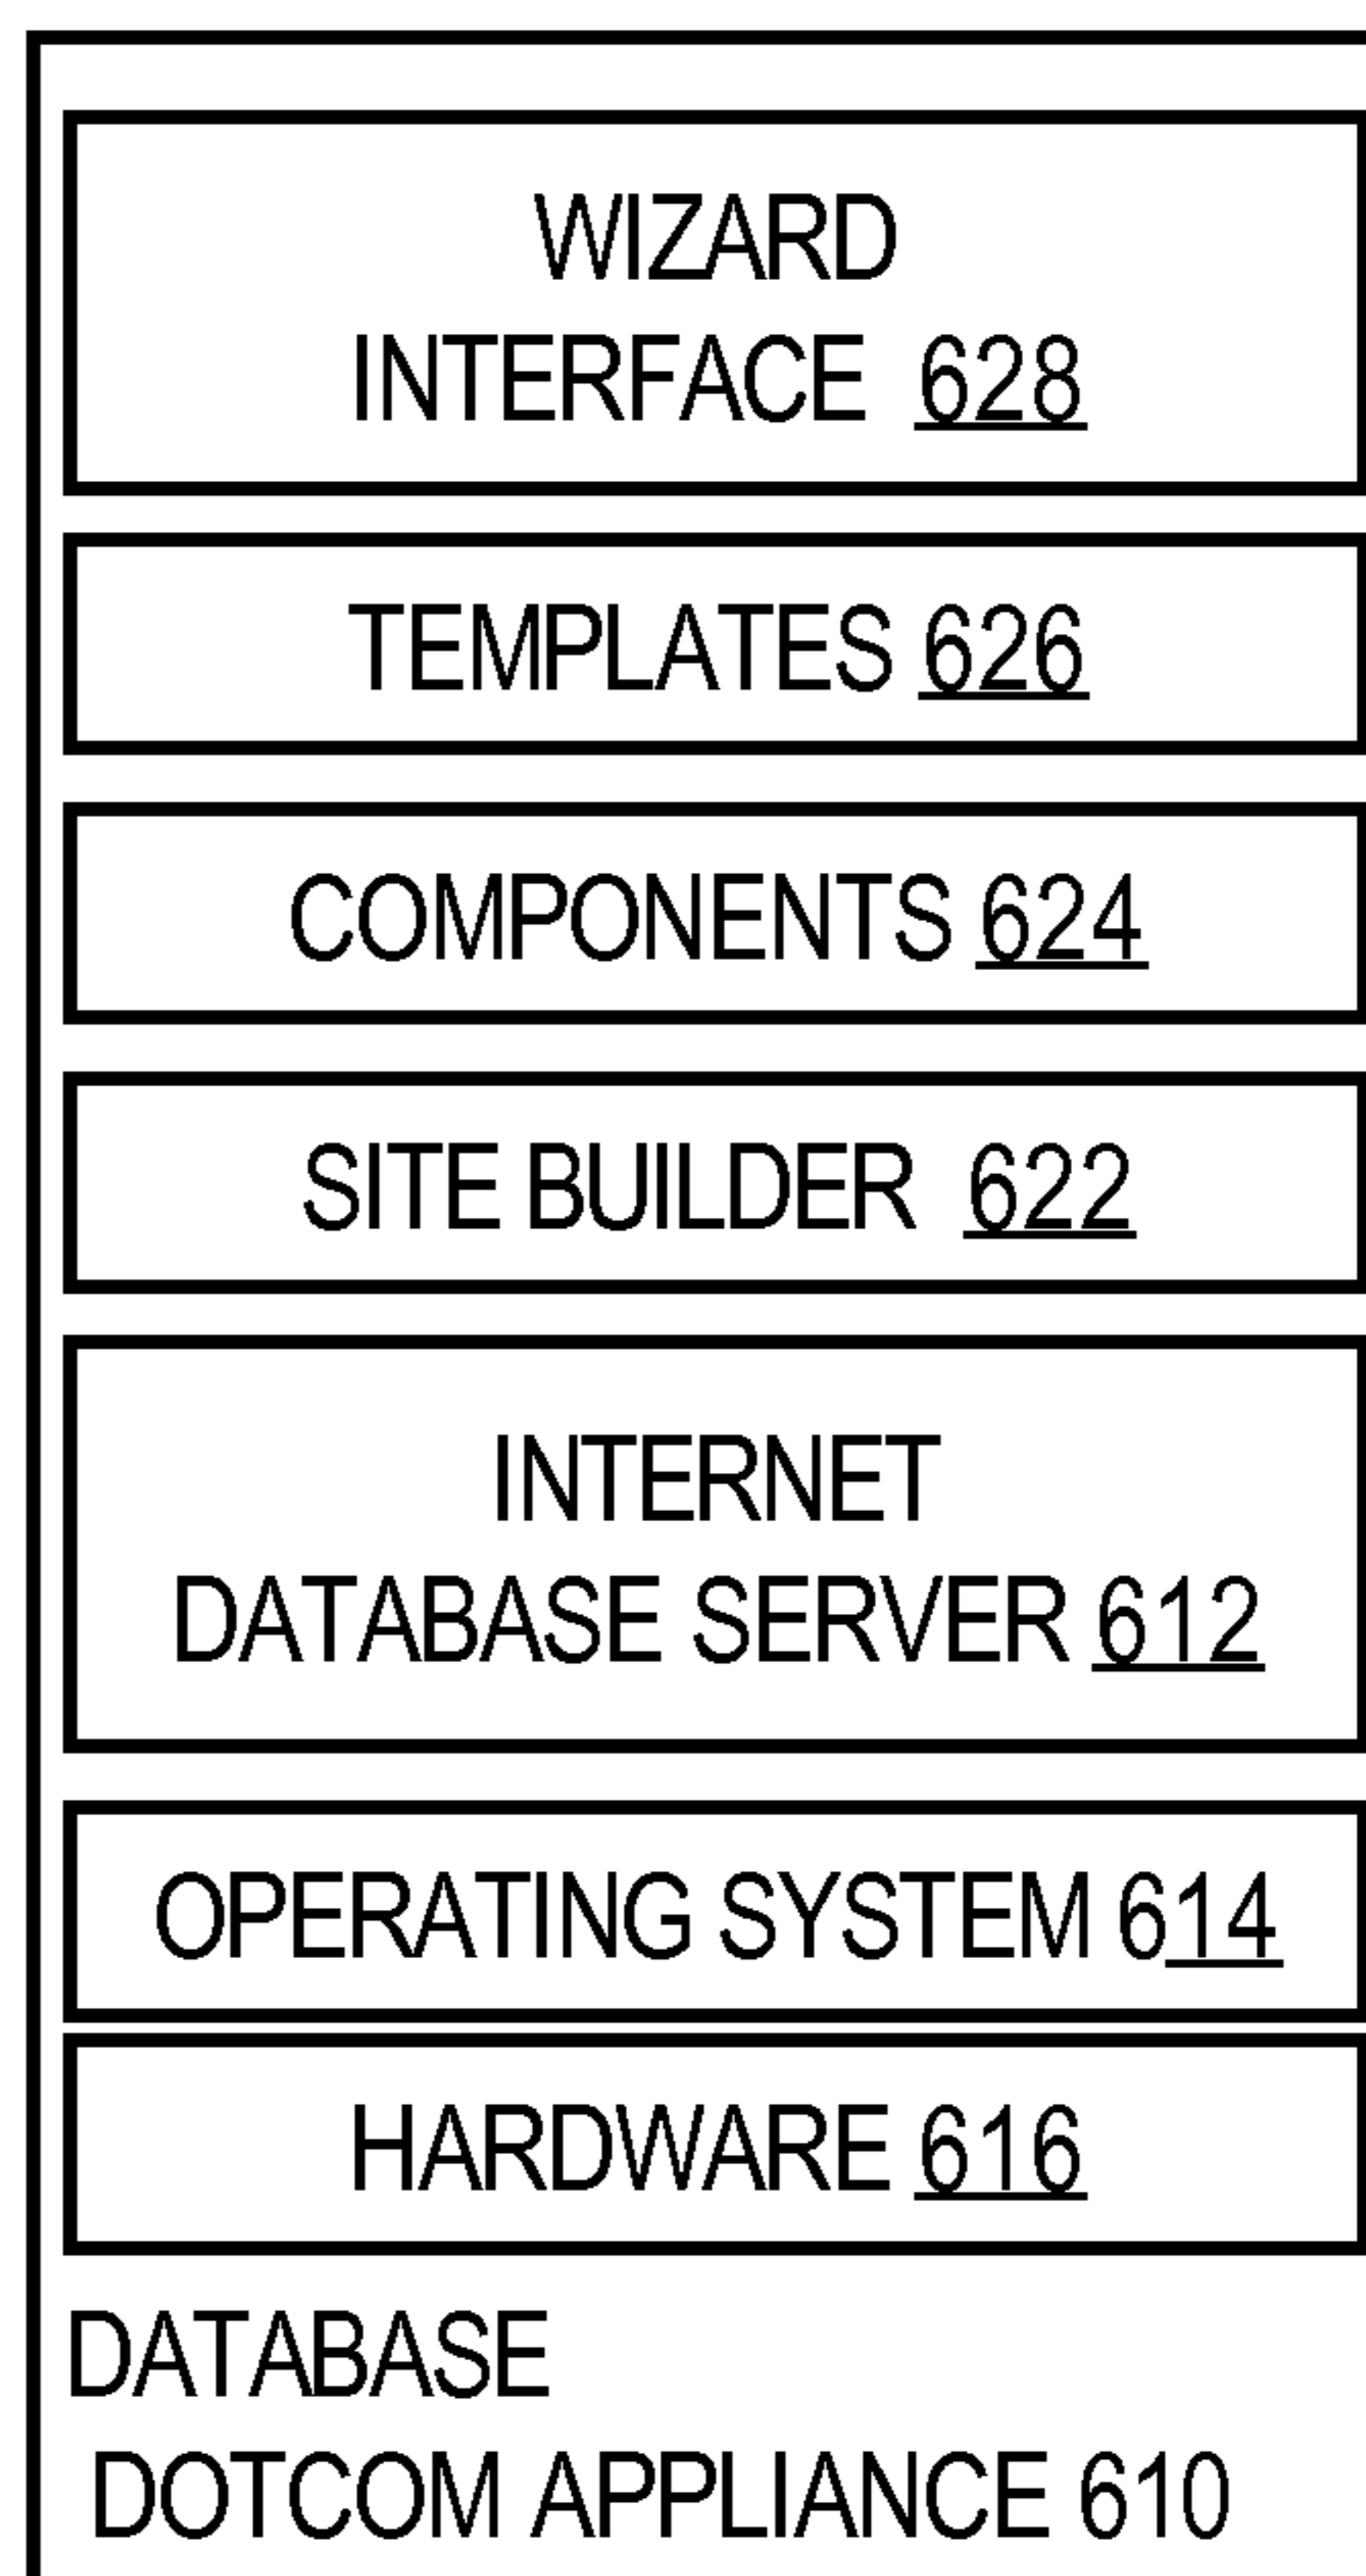 WIZARD
INTERFACE 628
TEMPLATES 626
COMPONENTS 624
SITE BUILDER 622
INTERNET
DATABASE SERVER 612
OPERATING SYSTEM 614
HARDWARE 616
DATABASE
DOTCOM APPLIANCE 610